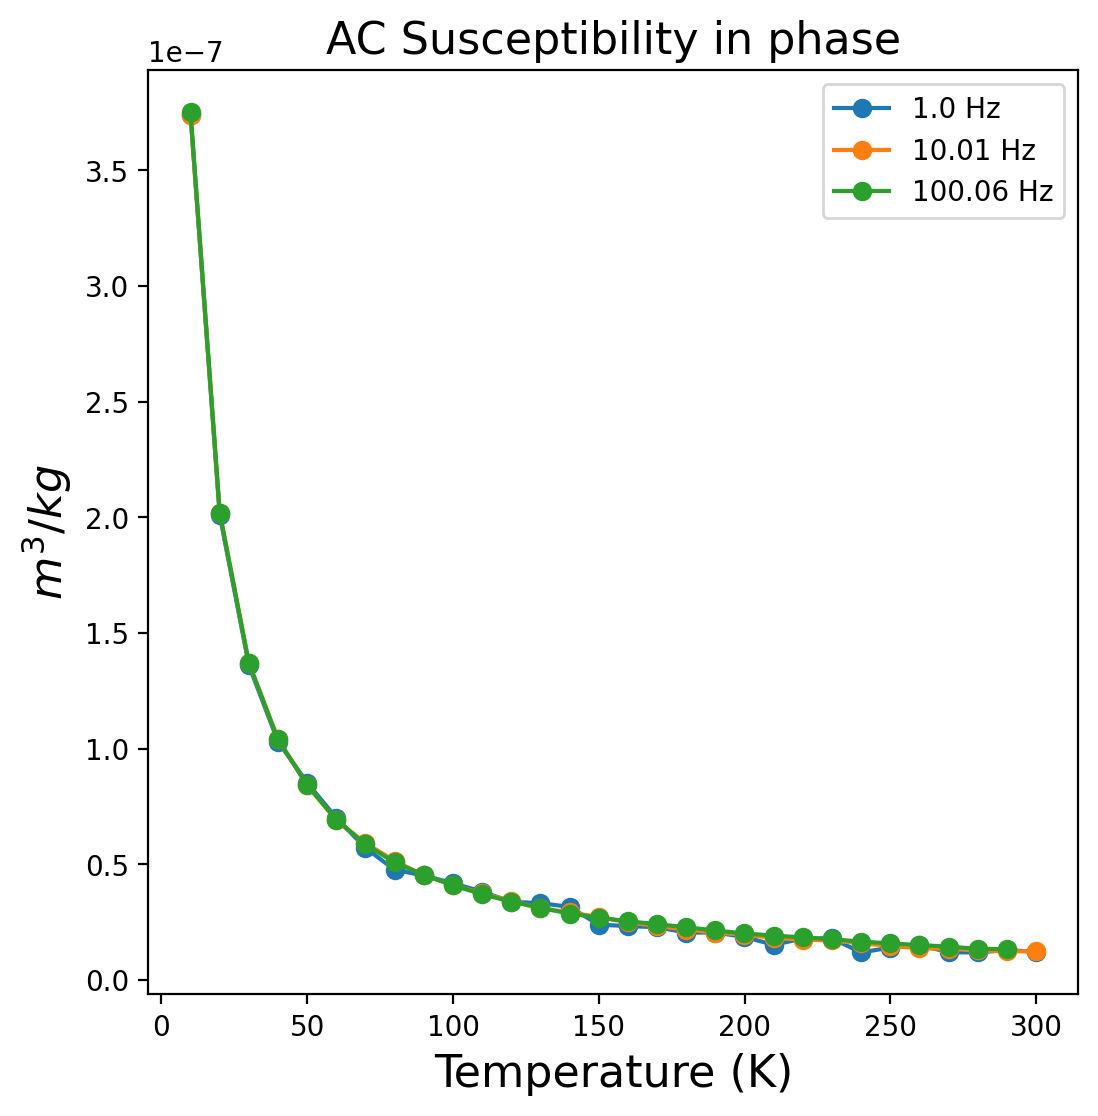 AC Susceptibility in phase
1e−7
1.0 Hz
10.01 Hz
100.06 Hz
3.5
3.0
2.5
2.0
1.5
1.0
0.5
0.0
m³/kg
0 50 100 150 200 250 300
Temperature (K)